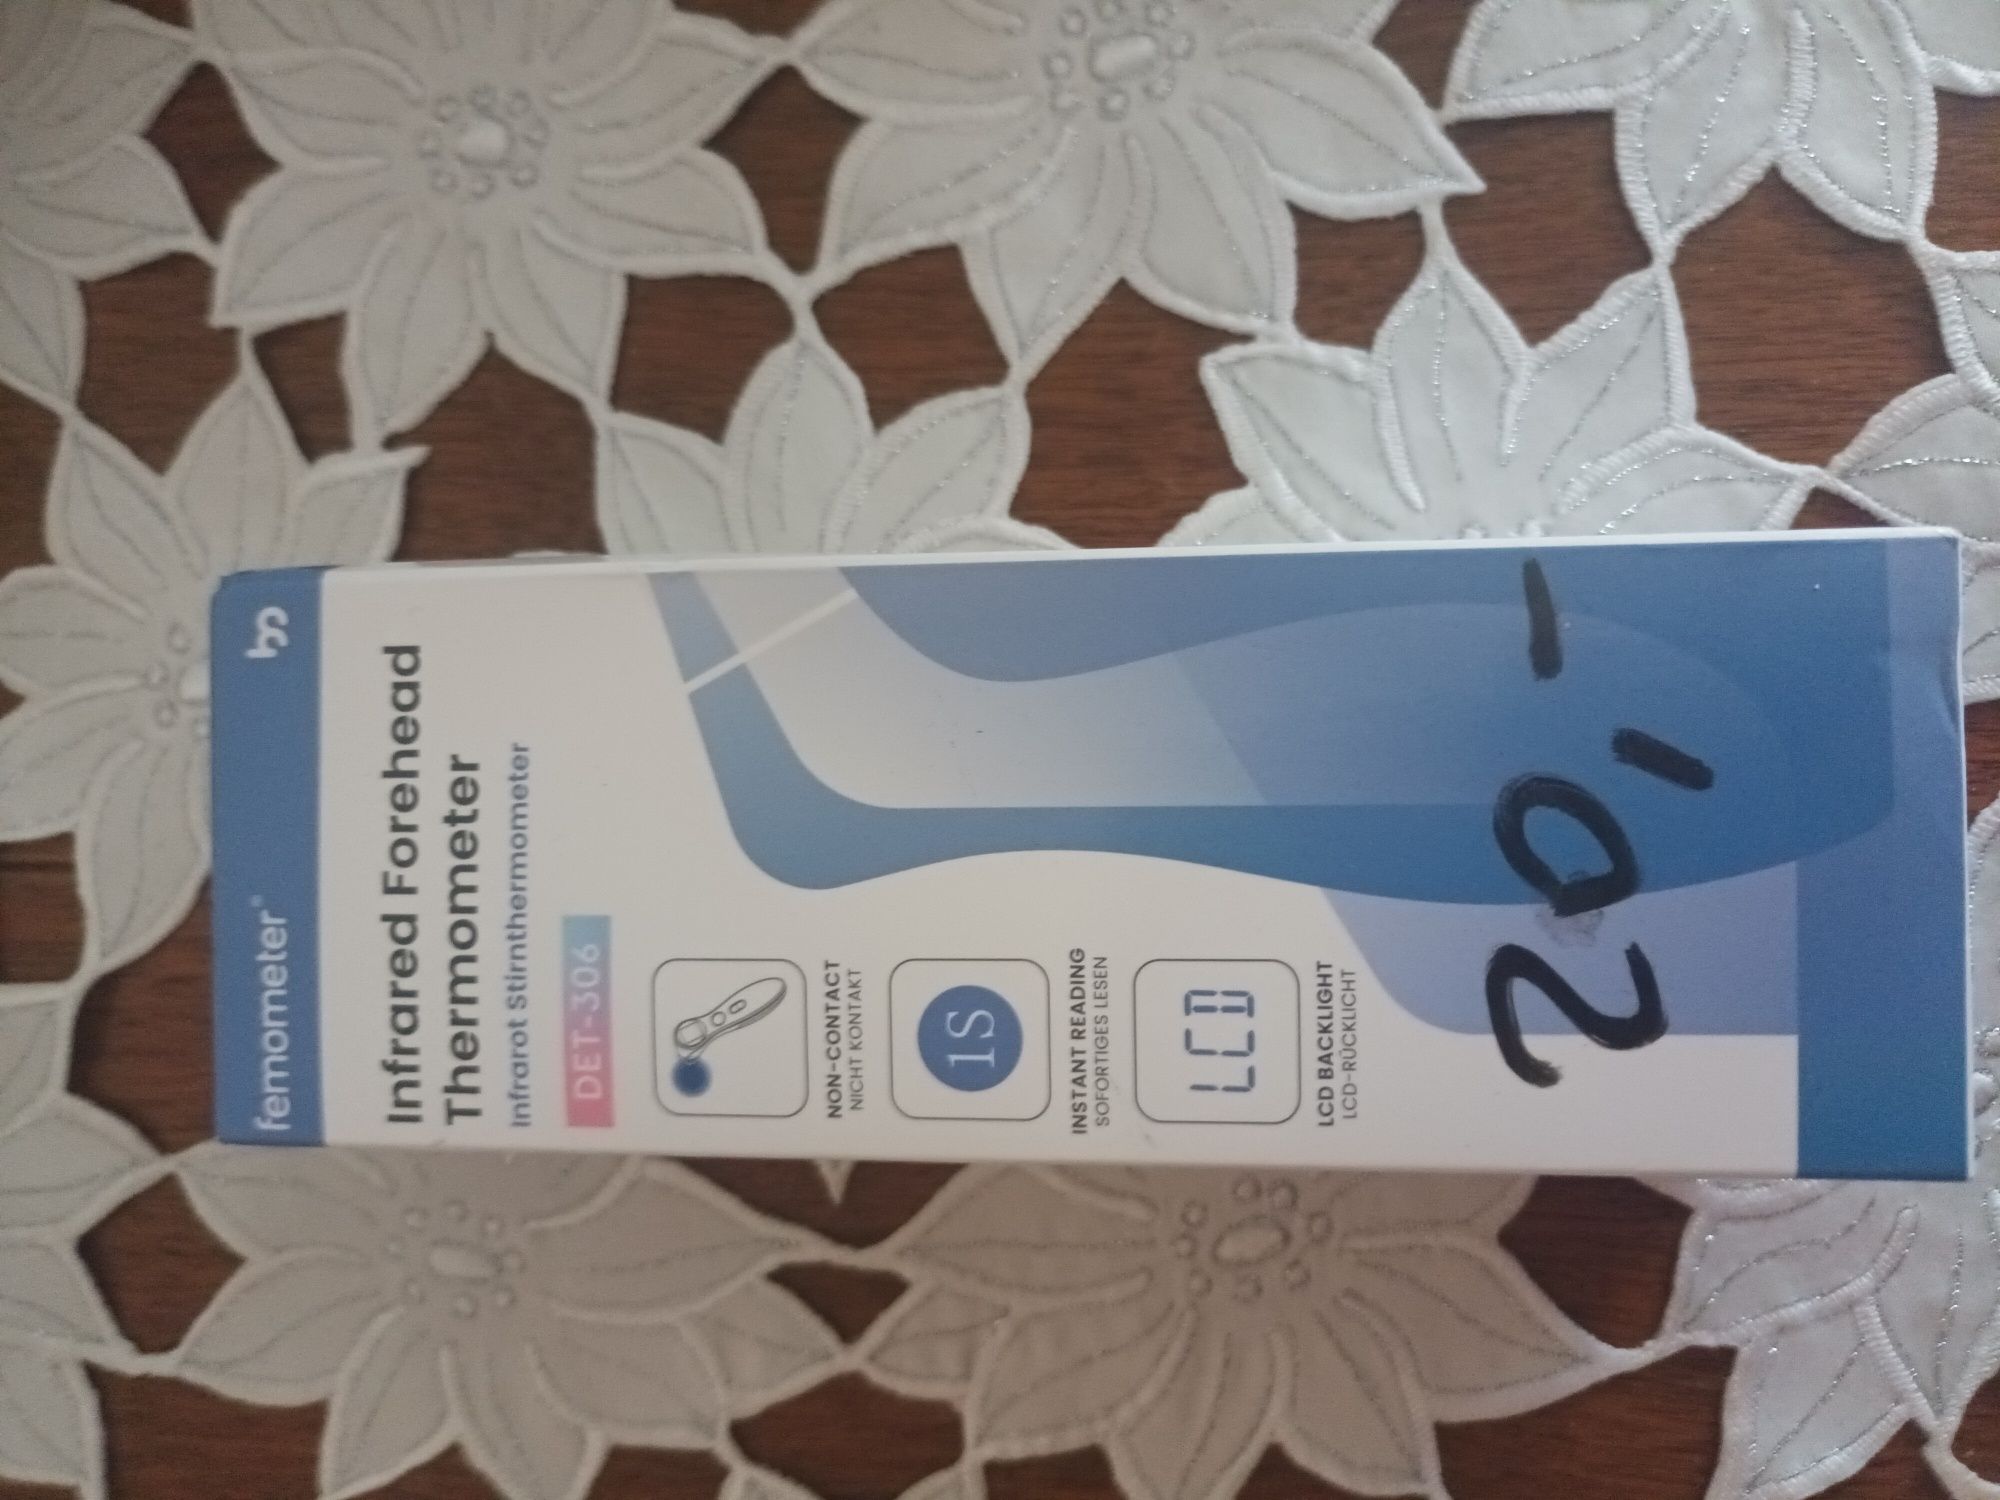 femometer®
Infrared Forehead
Thermometer
Infrarot Stirnthermometer
DET-306
NON-CONTACT
NICHT KONTAKT
1S
INSTANT READING
SOFORTIGES LESEN
LCD
LCD BACKLIGHT
LCD-RÜCKLICHT
20,-